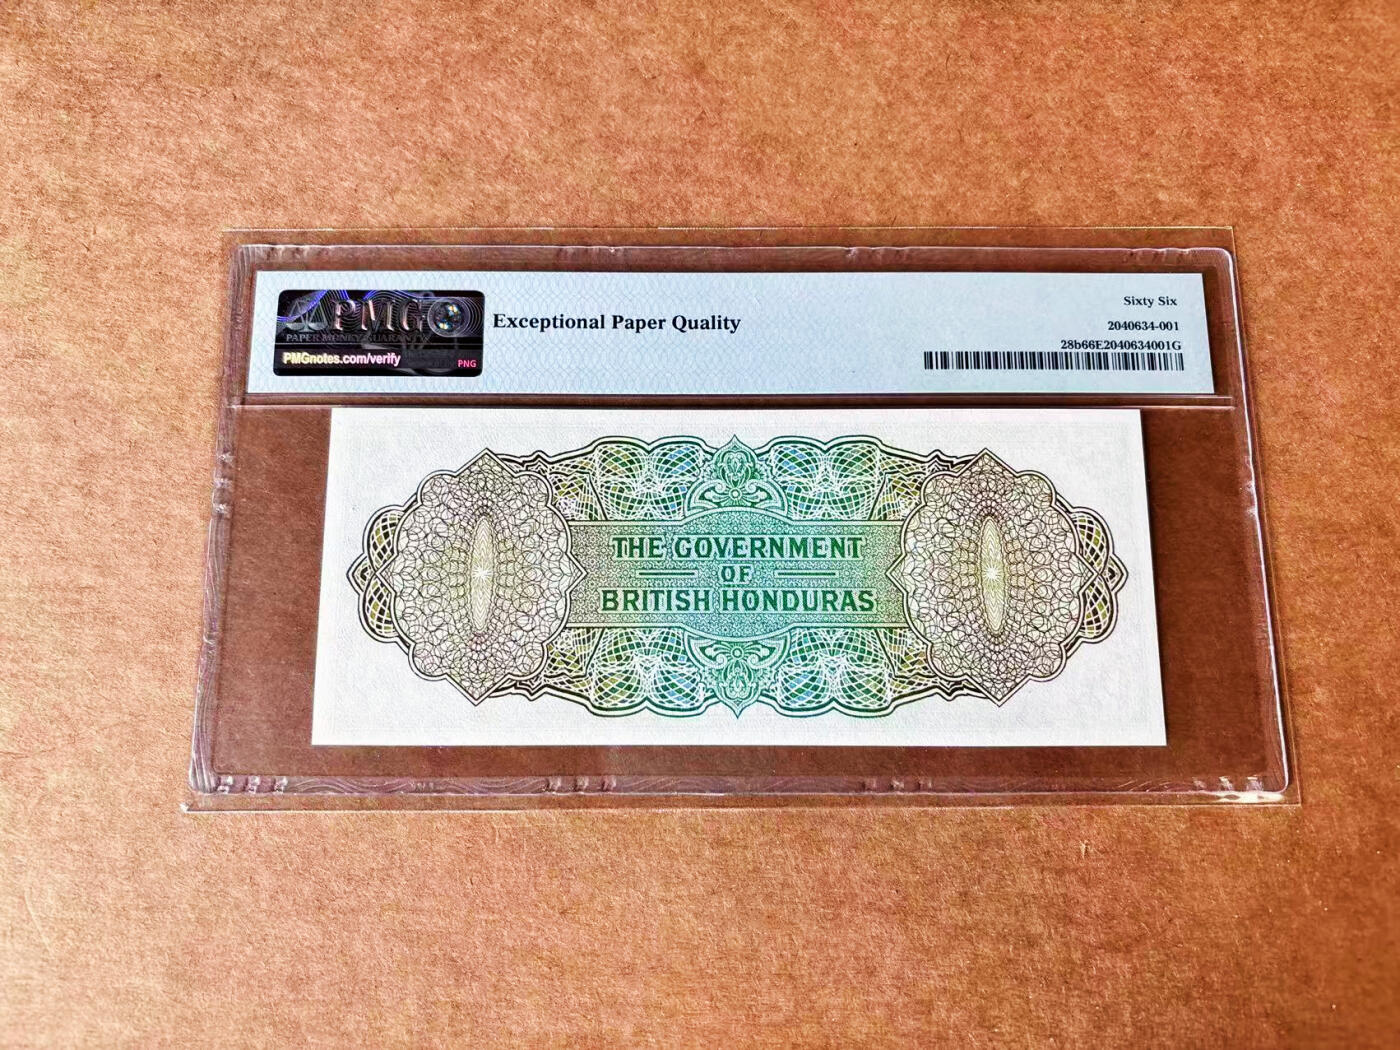 PMG
PAPER MONEY GUARANTY
PMGnotes.com/verify
PNG
Exceptional Paper Quality
Sixty Six
2040634-001
28b66E2040634001G
THE GOVERNMENT
OF
BRITISH HONDURAS